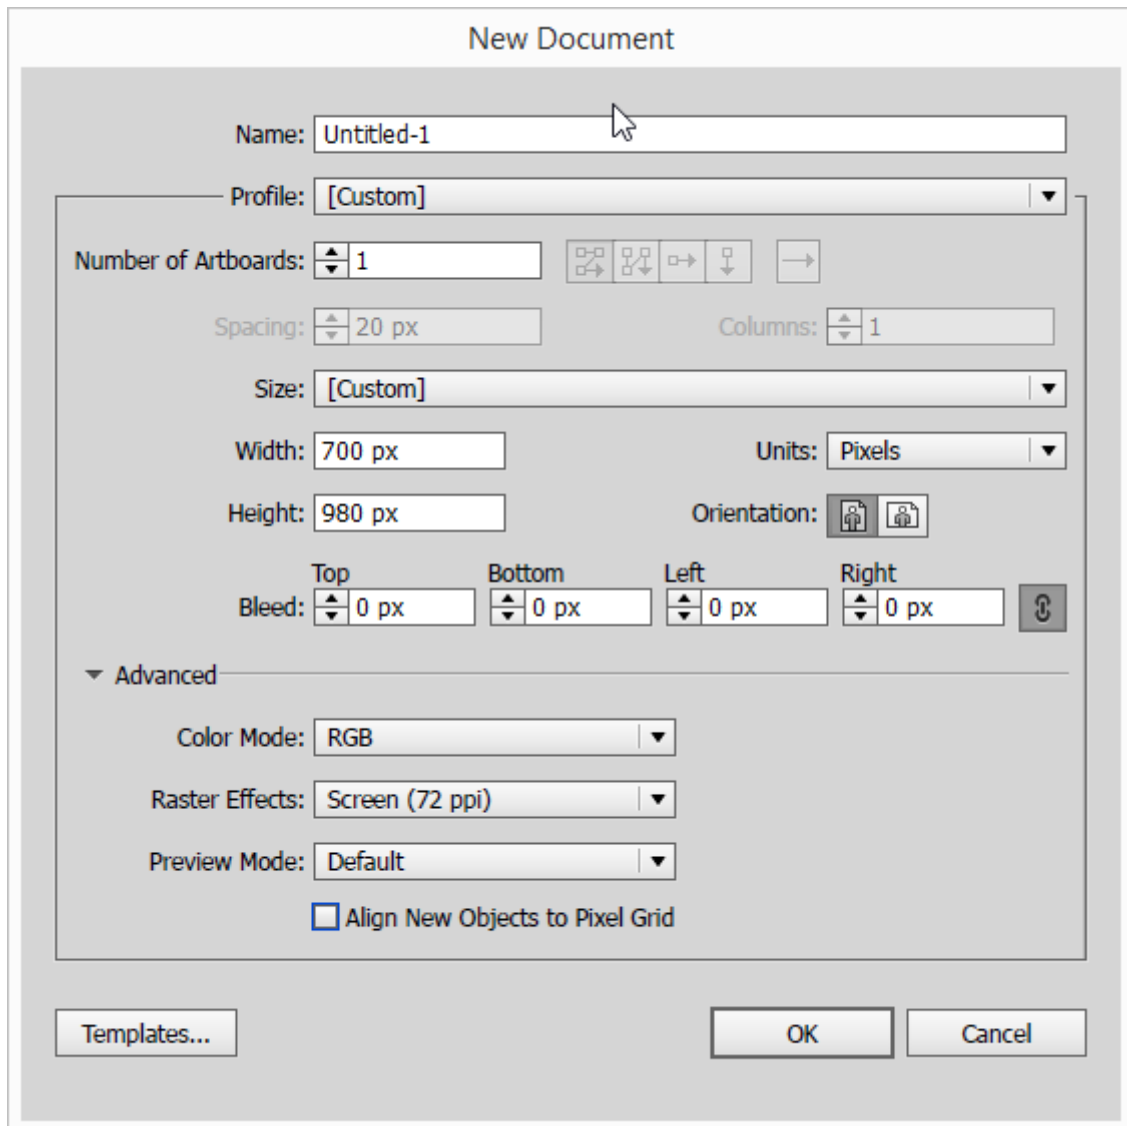 New Document
Name: Untitled-1
Profile: [Custom]
Number of Artboards: 1
Spacing: 20 px Columns: 1
Size: [Custom]
Width: 700 px Units: Pixels
Height: 980 px Orientation:
Top Bottom Left Right
Bleed: 0 px 0 px 0 px 0 px
Advanced
Color Mode: RGB
Raster Effects: Screen (72 ppi)
Preview Mode: Default
Align New Objects to Pixel Grid
Templates... OK Cancel